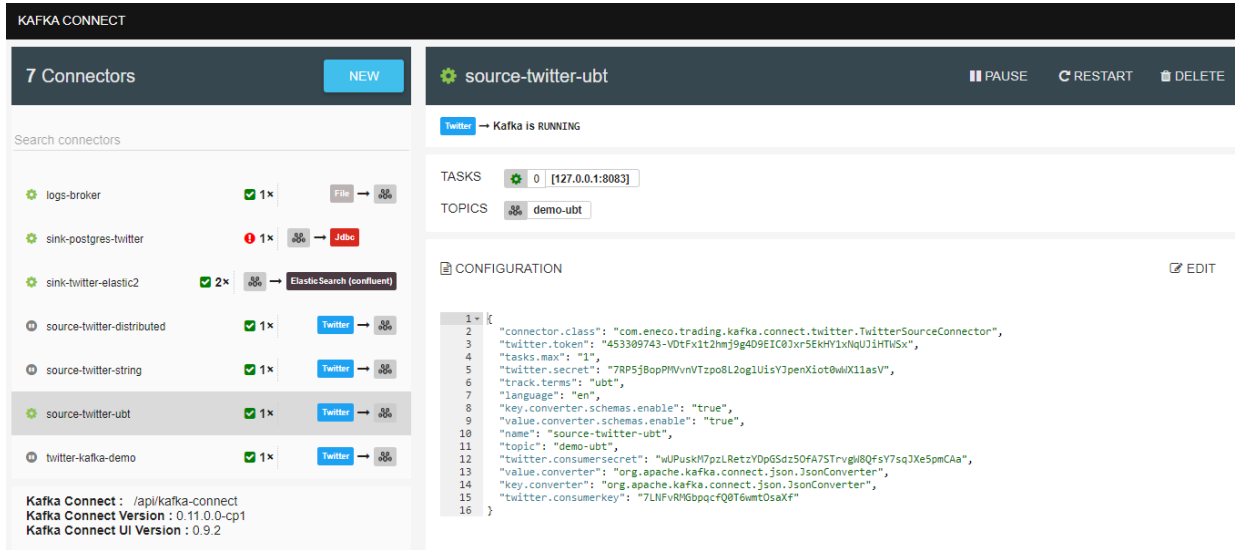 KAFKA CONNECT
7 Connectors
NEW
Search connectors
logs-broker 1× File →
sink-postgres-twitter 1× → Jdbc
sink-twitter-elastic2 2× → ElasticSearch (confluent)
source-twitter-distributed 1× Twitter →
source-twitter-string 1× Twitter →
source-twitter-ubt 1× Twitter →
twitter-kafka-demo 1× Twitter →
Kafka Connect : /api/kafka-connect
Kafka Connect Version : 0.11.0.0-cp1
Kafka Connect UI Version : 0.9.2
source-twitter-ubt
PAUSE RESTART DELETE
Twitter → Kafka is RUNNING
TASKS 0 [127.0.0.1:8083]
TOPICS demo-ubt
CONFIGURATION EDIT
1 {
2 "connector.class": "com.eneco.trading.kafka.connect.twitter.TwitterSourceConnector",
3 "twitter.token": "453309743-VDtFx1t2hmj9g4D9EIC0Jxr5EkHY1xNqUJiHTWSx",
4 "tasks.max": "1",
5 "twitter.secret": "7RP5jBopPMVvnVTzpo8L2oglUisYJpenXiot0wWX11asV",
6 "track.terms": "ubt",
7 "language": "en",
8 "key.converter.schemas.enable": "true",
9 "value.converter.schemas.enable": "true",
10 "name": "source-twitter-ubt",
11 "topic": "demo-ubt",
12 "twitter.consumersecret": "wUPuskM7pzLRetzYDpGSdz5OfA7STrvgW8QfsY7sqJXe5pmCAa",
13 "value.converter": "org.apache.kafka.connect.json.JsonConverter",
14 "key.converter": "org.apache.kafka.connect.json.JsonConverter",
15 "twitter.consumerkey": "7LNFvRMGbpqcfQ0T6wmtOsaXf"
16 }